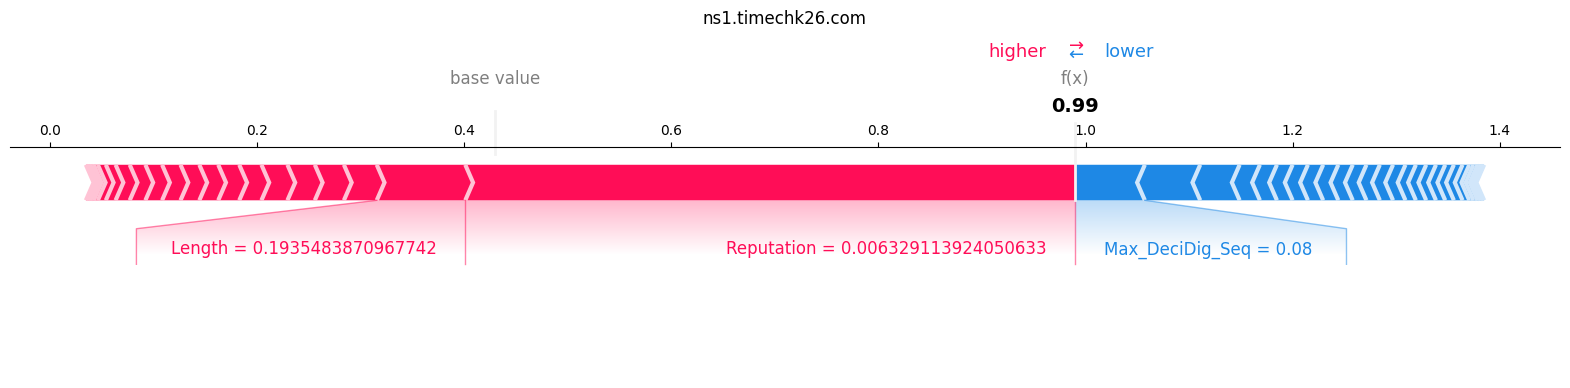 ns1.timechk26.com
higher → ← lower
base value f(x)
0.99
0.0 0.2 0.4 0.6 0.8 1.0 1.2 1.4
Length = 0.1935483870967742 Reputation = 0.006329113924050633 Max_DeciDig_Seq = 0.08